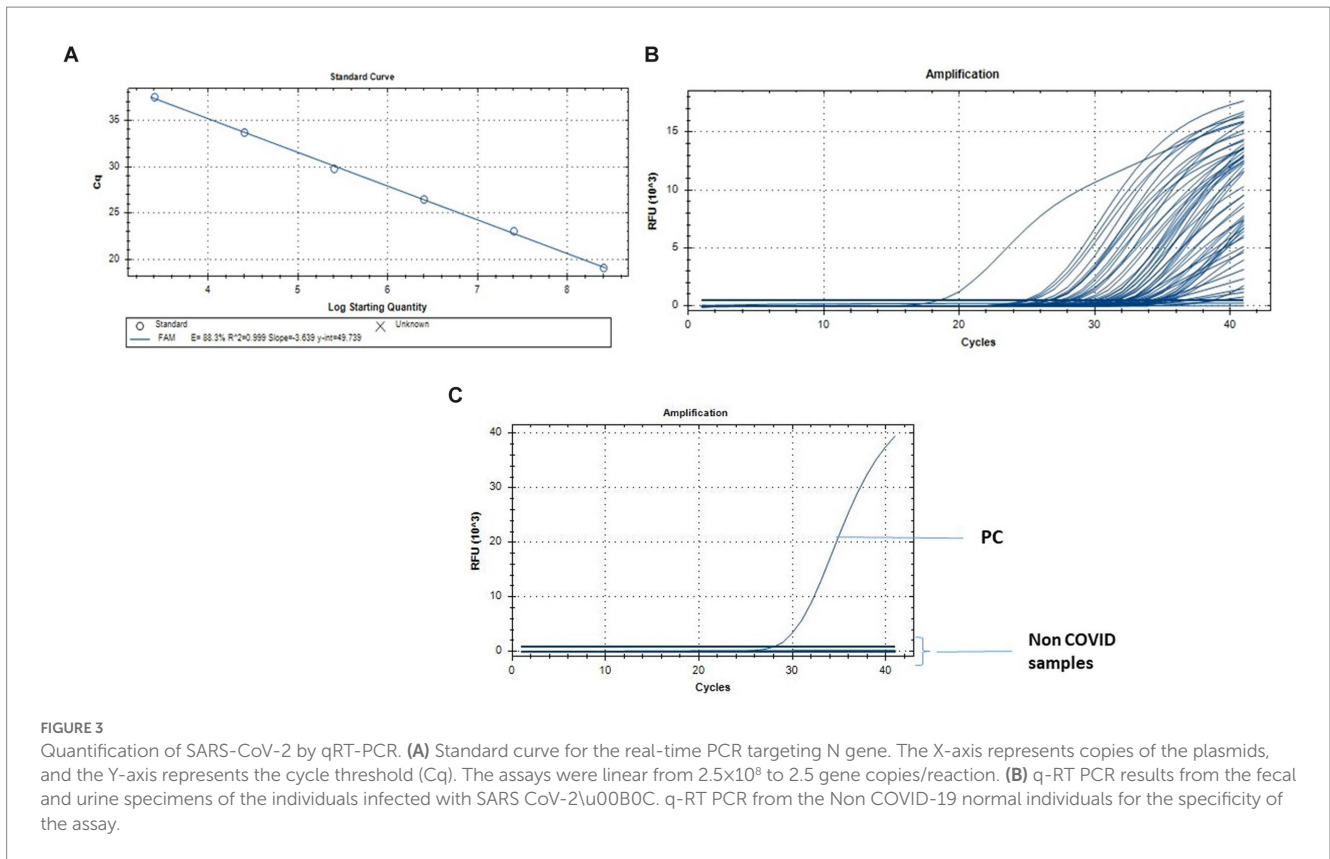 A
Standard Curve
35
30
25
20
Cq
4 5 6 7 8
Log Starting Quantity
Standard Unknown
FAM E= 88.3% R^2=0.999 Slope=-3.639 y-int=49.739
B
Amplification
15
10
5
0
RFU (10^3)
0 10 20 30 40
Cycles
C
Amplification
40
30
20
10
0
RFU (10^3)
0 10 20 30 40
Cycles
PC
Non COVID
samples
FIGURE 3
Quantification of SARS-CoV-2 by qRT-PCR. (A) Standard curve for the real-time PCR targeting N gene. The X-axis represents copies of the plasmids,
and the Y-axis represents the cycle threshold (Cq). The assays were linear from 2.5×10⁸ to 2.5 gene copies/reaction. (B) q-RT PCR results from the fecal
and urine specimens of the individuals infected with SARS CoV-2\u00B0C. q-RT PCR from the Non COVID-19 normal individuals for the specificity of
the assay.